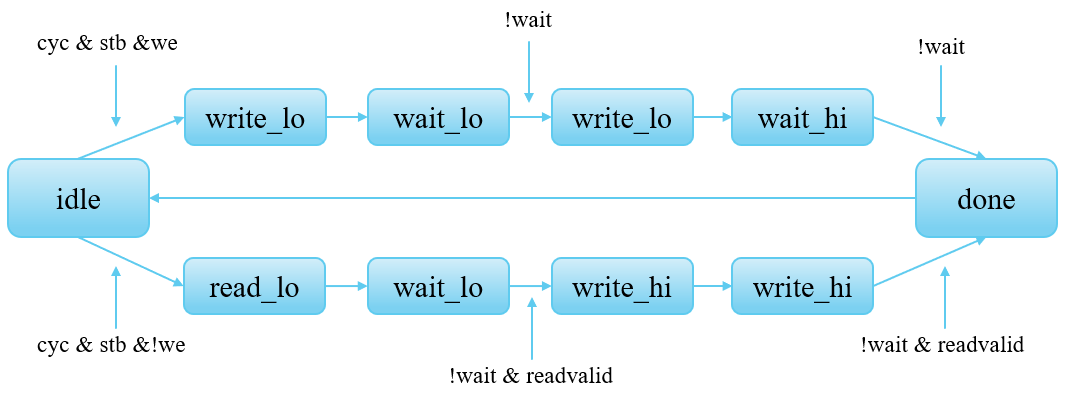 !wait
cyc & stb &we
!wait
write_lo
wait_lo
write_lo
wait_hi
idle
done
read_lo
wait_lo
write_hi
write_hi
cyc & stb &!we
!wait & readvalid
!wait & readvalid